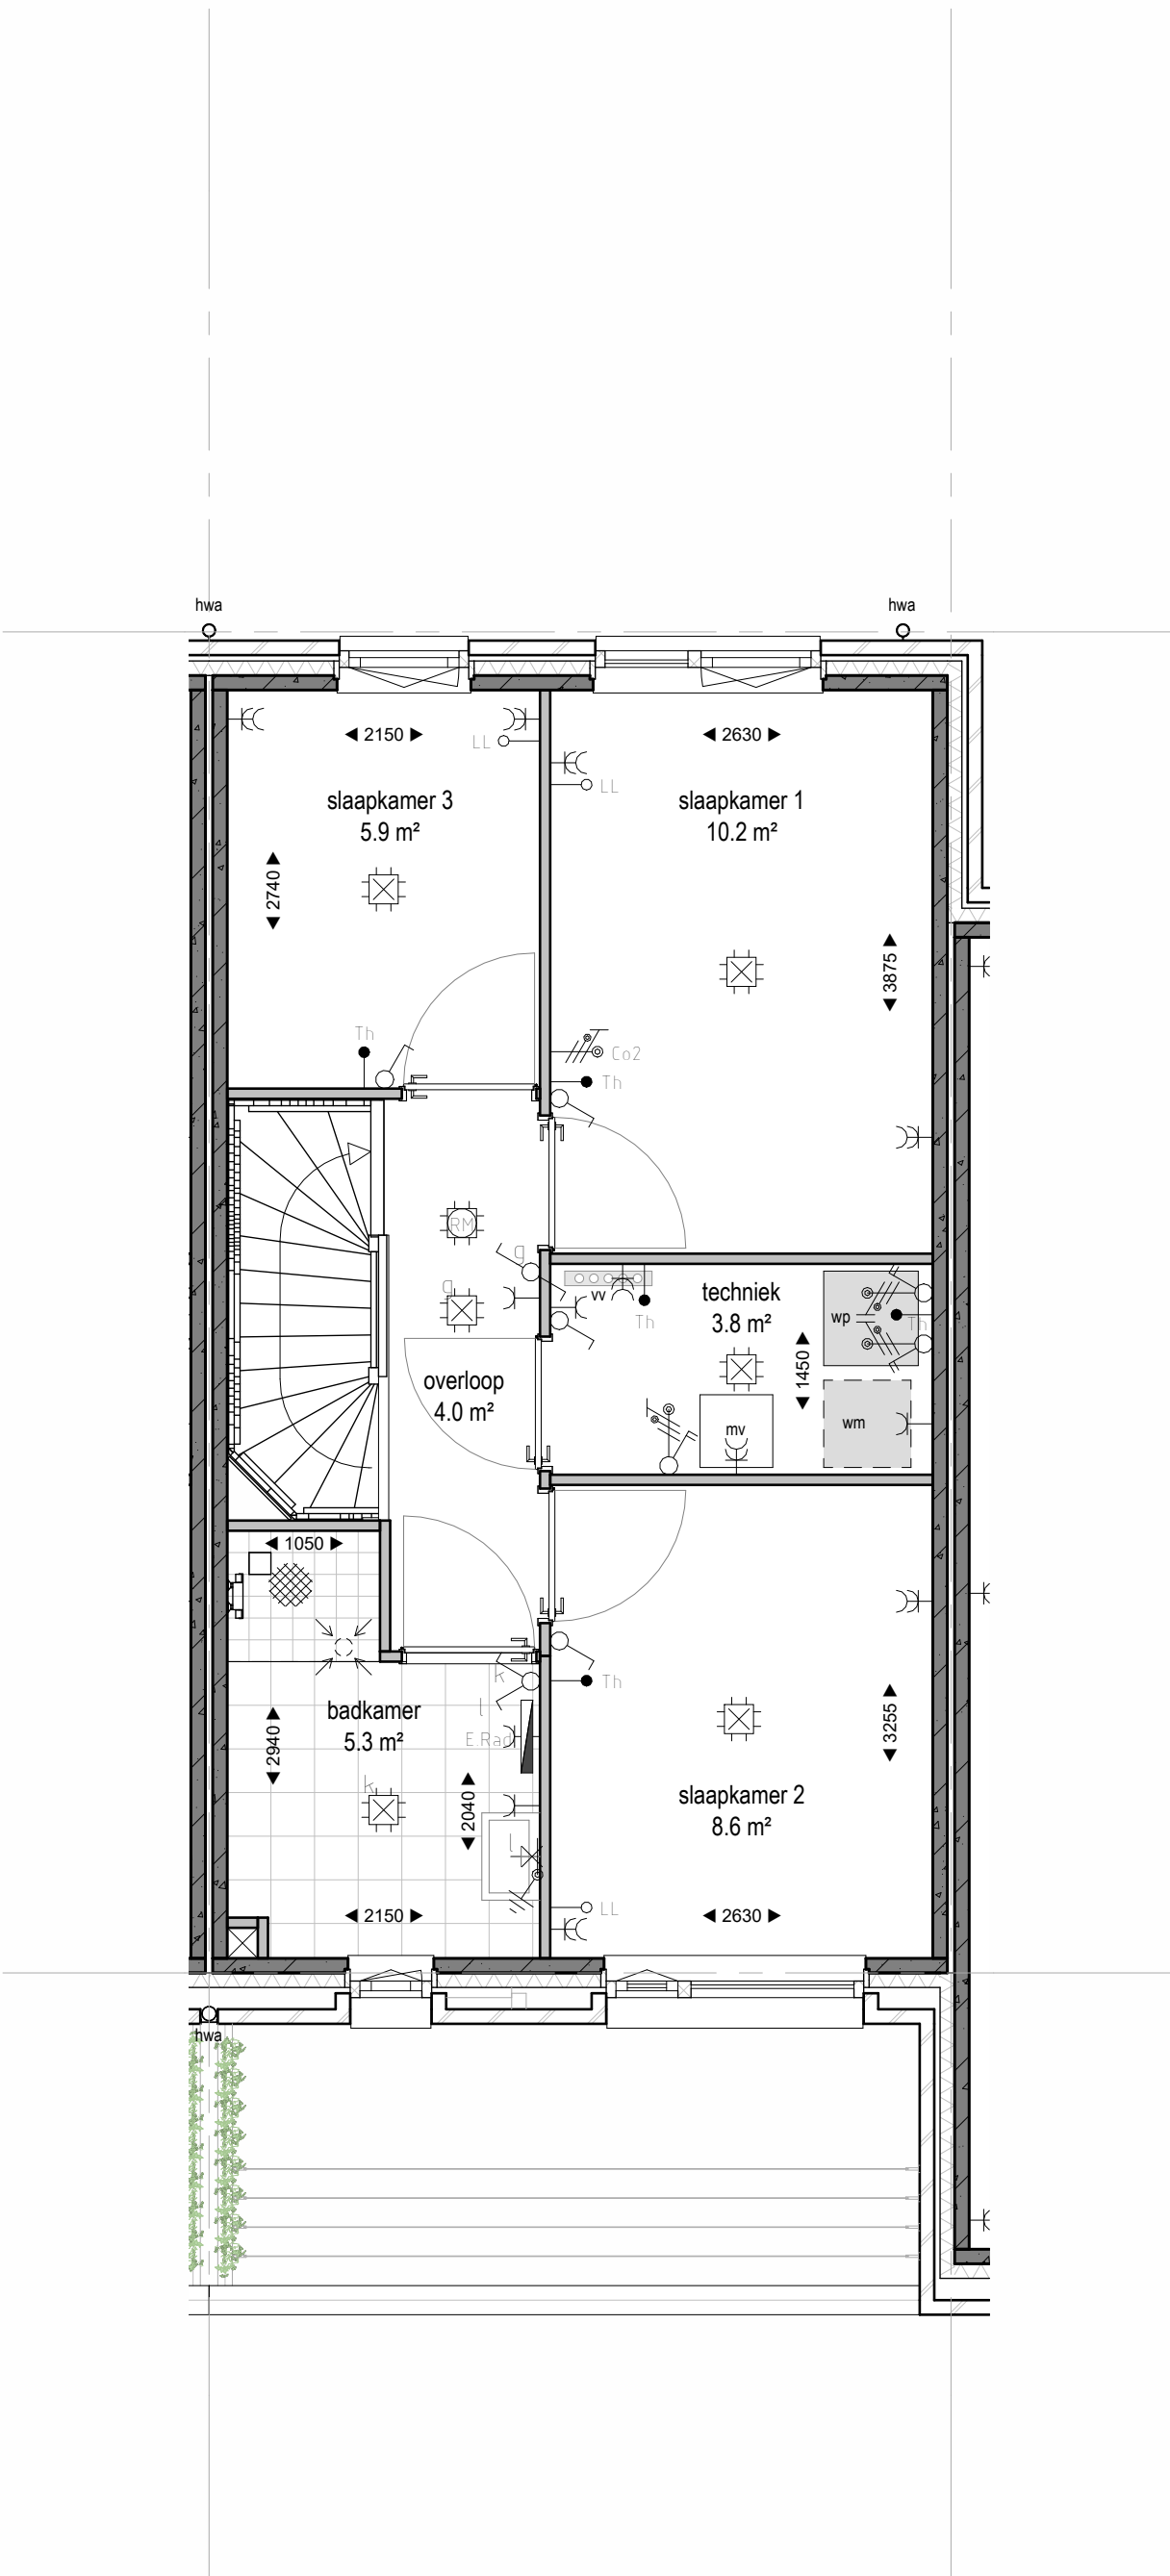 hwa
hwa
2150
2630
LL
LL
slaapkamer 3
5.9 m²
slaapkamer 1
10.2 m²
2740
3875
Th
Co2
Th
RM
g
g
vv
Th
techniek
3.8 m²
wp
Th
1450
overloop
4.0 m²
mv
wm
1050
k
Th
l
badkamer
5.3 m²
E.Rad
2940
3255
k
2040
slaapkamer 2
8.6 m²
l
LL
2150
2630
hwa